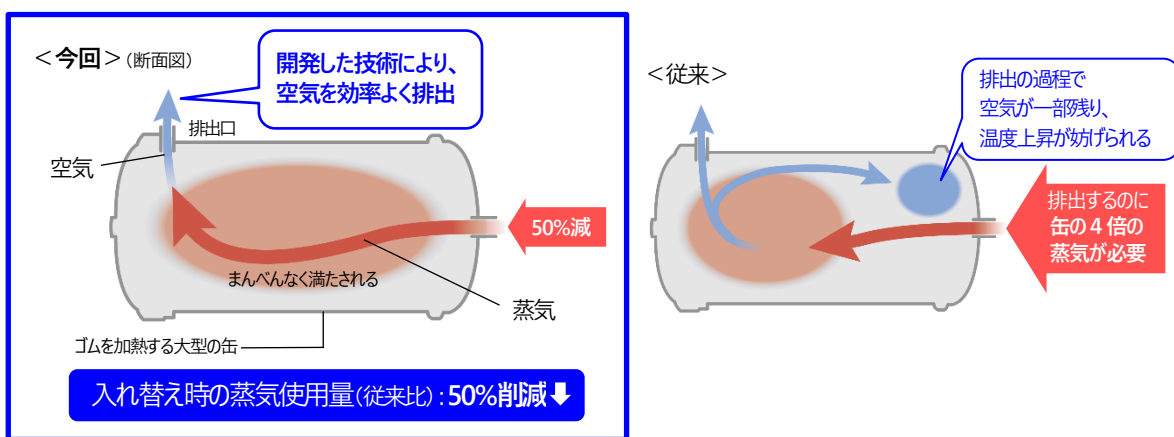 ＜今回＞(断面図)
開発した技術により、
空気を効率よく排出
排出口
空気
50%減
まんべんなく満たされる
蒸気
ゴムを加熱する大型の缶
入れ替え時の蒸気使用量(従来比)：50%削減⬇
＜従来＞
排出の過程で
空気が一部残り、
温度上昇が妨げられる
排出するのに
缶の4倍の
蒸気が必要